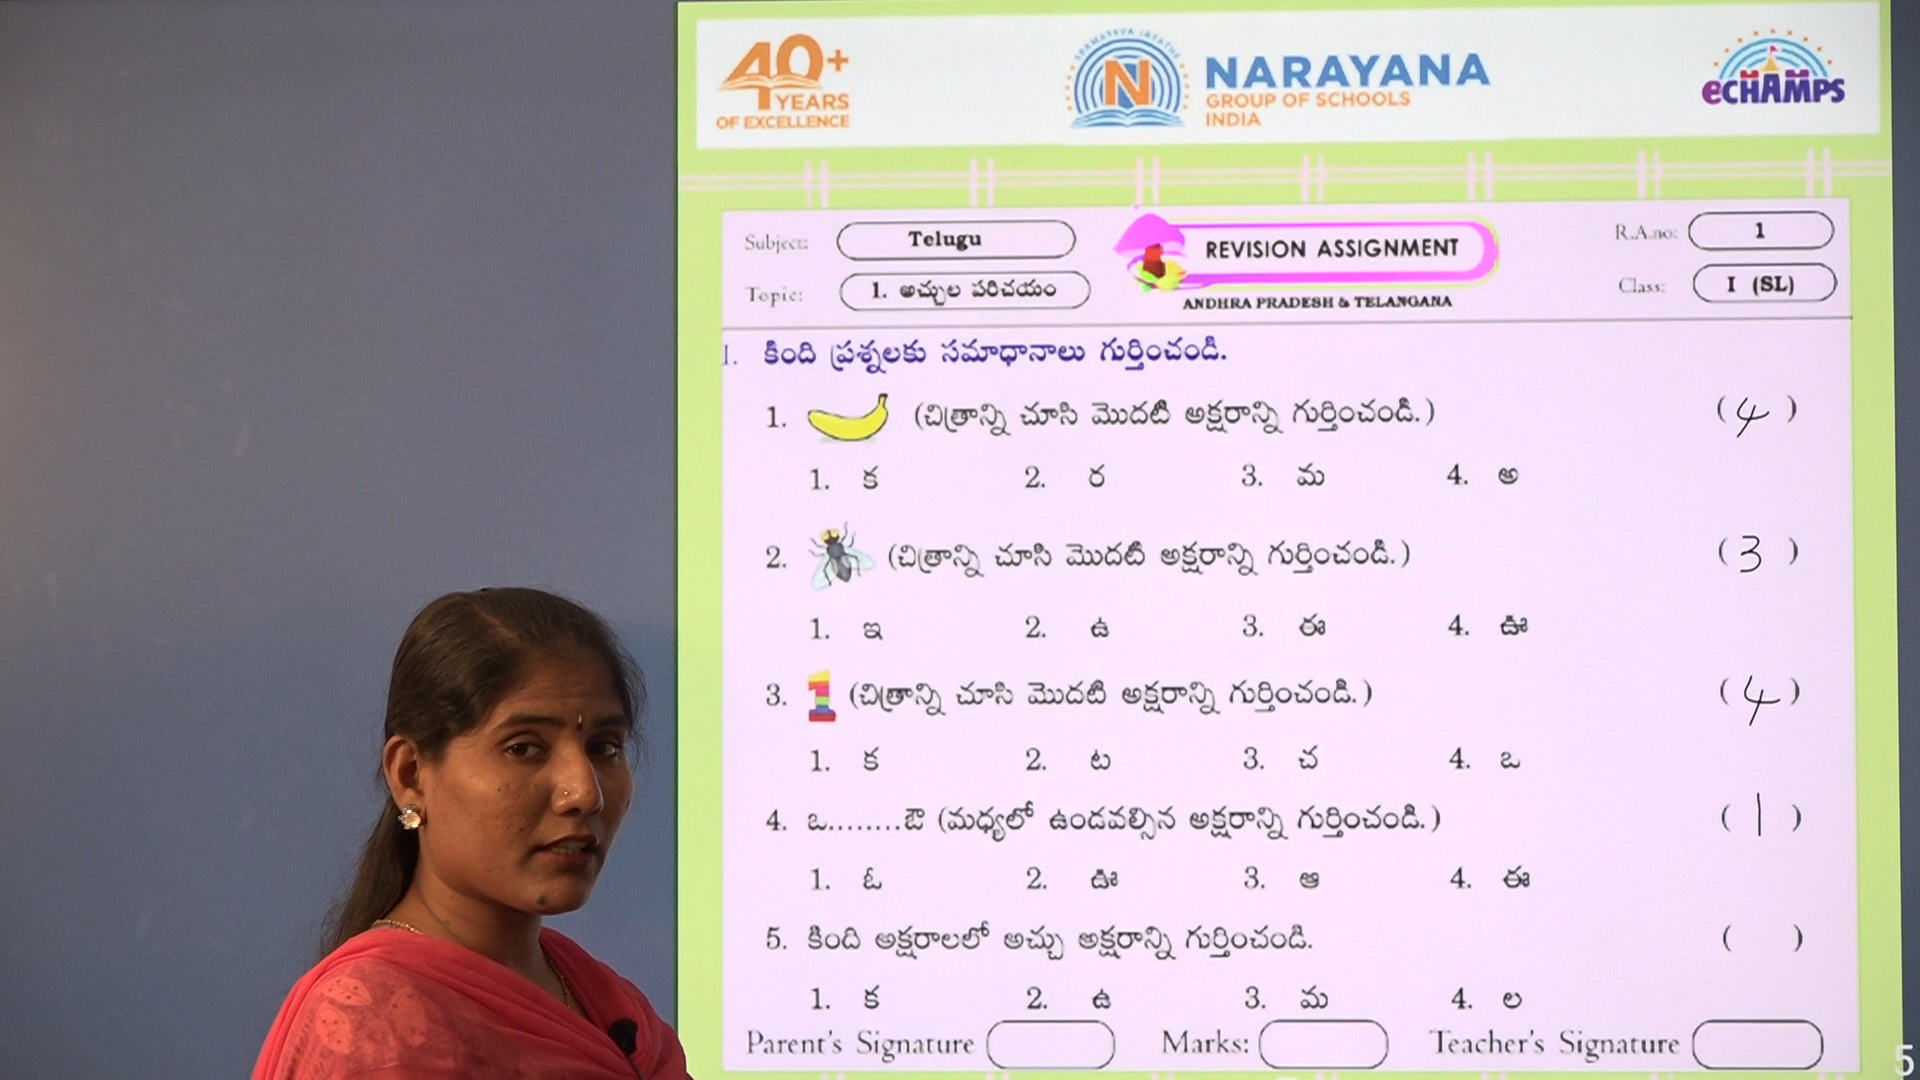 40+
YEARS
OF EXCELLENCE
NARAYANA
GROUP OF SCHOOLS
INDIA
eCHAMPS
Subject: Telugu
REVISION ASSIGNMENT
R.A.no: 1
Topic: 1. అచ్చుల పరిచయం
ANDHRA PRADESH & TELANGANA
Class: I (SL)
I. కింది ప్రశ్నలకు సమాధానాలు గుర్తించండి.
1. (చిత్రాన్ని చూసి మొదటి అక్షరాన్ని గుర్తించండి.) ( 4 )
1. క 2. ర 3. మ 4. అ
2. (చిత్రాన్ని చూసి మొదటి అక్షరాన్ని గుర్తించండి.) ( 3 )
1. ఇ 2. ఉ 3. ఈ 4. ఊ
3. 1 (చిత్రాన్ని చూసి మొదటి అక్షరాన్ని గుర్తించండి.) ( 4 )
1. క 2. ట 3. చ 4. ఒ
4. ఒ........ఔ (మధ్యలో ఉండవల్సిన అక్షరాన్ని గుర్తించండి.) ( 1 )
1. ఓ 2. ఊ 3. ఆ 4. ఈ
5. కింది అక్షరాలలో అచ్చు అక్షరాన్ని గుర్తించండి. ( )
1. క 2. ఉ 3. మ 4. ల
Parent's Signature Marks: Teacher's Signature
5